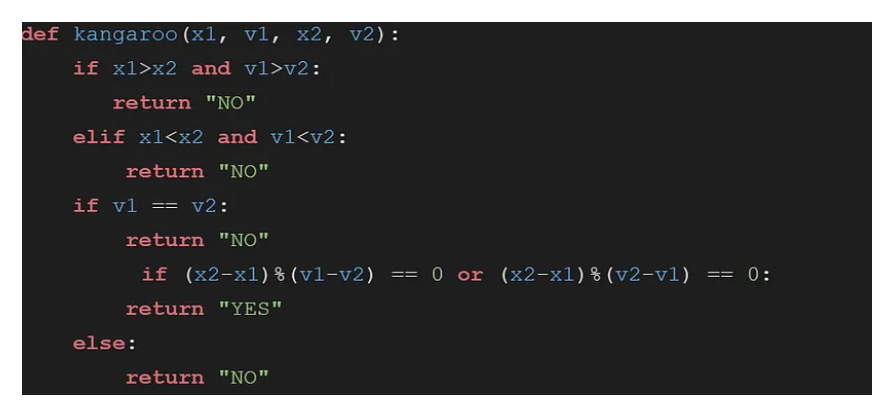 def kangaroo(x1, v1, x2, v2):
    if x1>x2 and v1>v2:
       return "NO"
    elif x1<x2 and v1<v2:
        return "NO"
    if v1 == v2:
        return "NO"
         if (x2-x1)%(v1-v2) == 0 or (x2-x1)%(v2-v1) == 0:
        return "YES"
    else:
        return "NO"